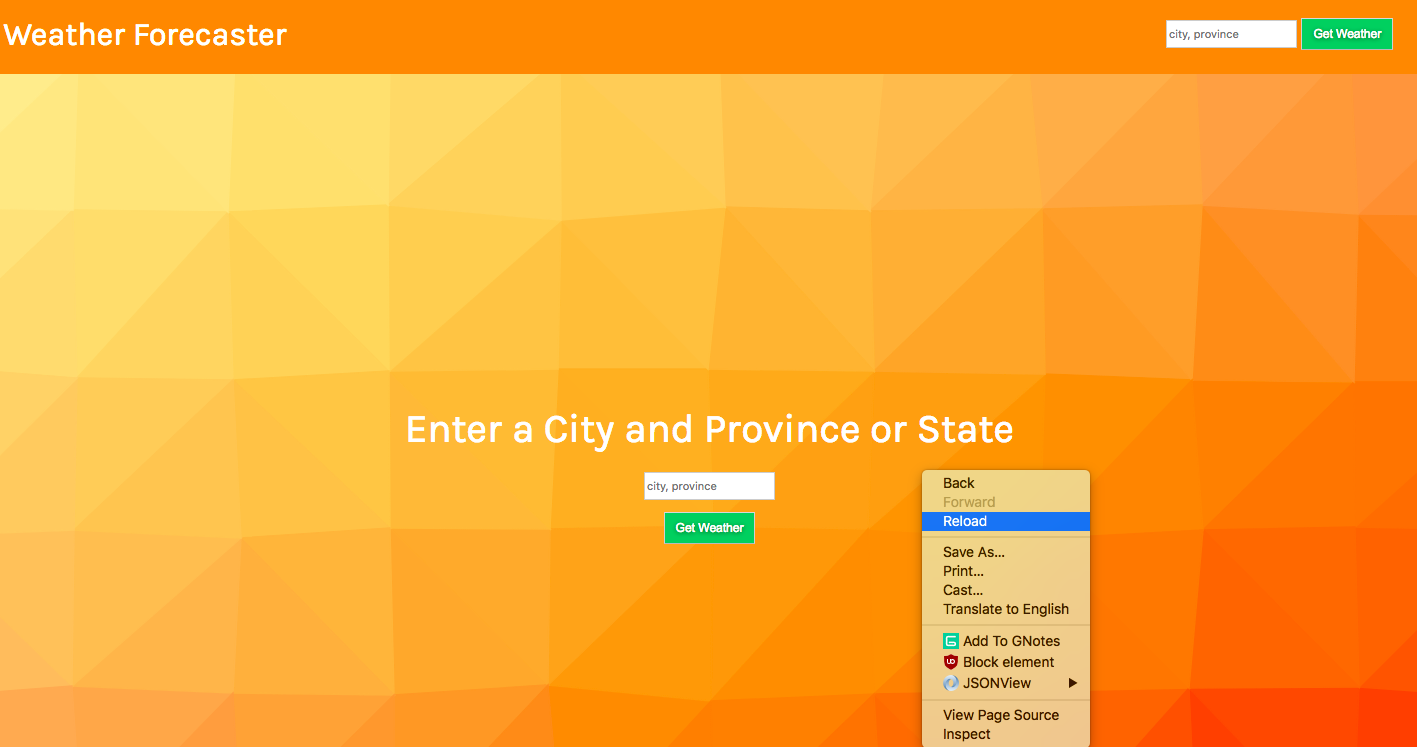 Weather Forecaster
city, province
Get Weather
Enter a City and Province or State
city, province
Get Weather
Back
Forward
Reload
Save As...
Print...
Cast...
Translate to English
Add To GNotes
Block element
JSONView
View Page Source
Inspect